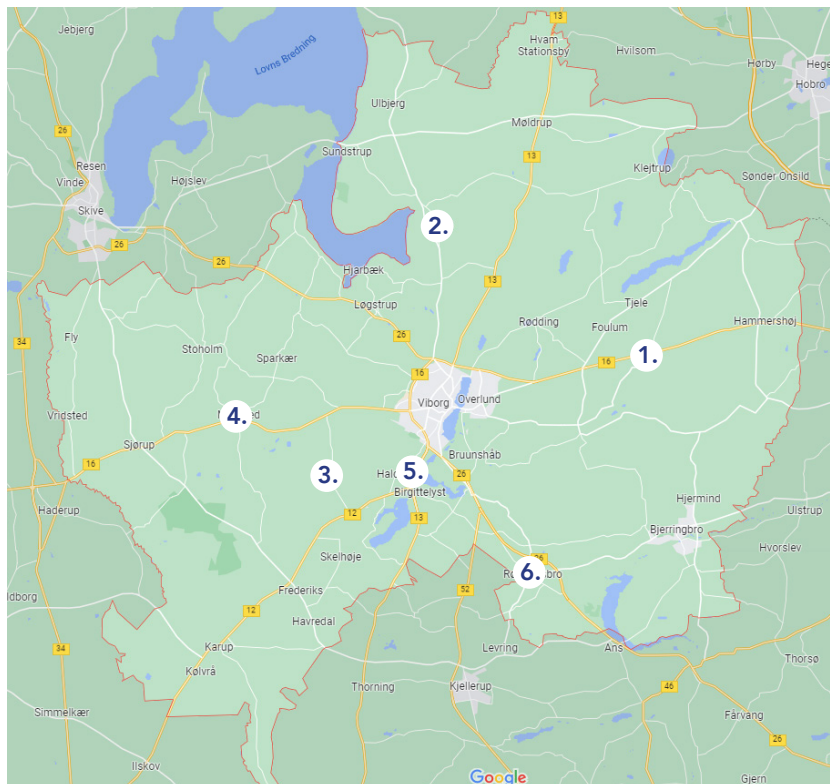 Jebjerg
13
Hvam
Stationsby
Hvilsom
Lovns Bredning
Hørby
Hobro
Ulbjerg
26
Møldrup
Resen
Sundstrup
13
Vinde
Højslev
Klejtrup
Sønder Onsild
Skive
2.
26
26
Hjarbæk
13
Løgstrup
Tjele
Rødding
Hammershøj
Foulum
Fly
26
34
Stoholm
1.
Sparkær
16
16
Viborg
Overlund
Vridsted
4.
Sjørup
Bruunshåb
16
3.
5.
26
Birgittelyst
Hjermind
Haderup
12
13
Ulstrup
Bjerringbro
Hvorslev
Skelhøje
6.
Frederiks
52
12
Havredal
Karup
Levring
Ans
34
Thorsø
Kølvrå
Thorning
Kjellerup
46
Simmelkær
Fårvang
26
Ilskov
Google
Gjern